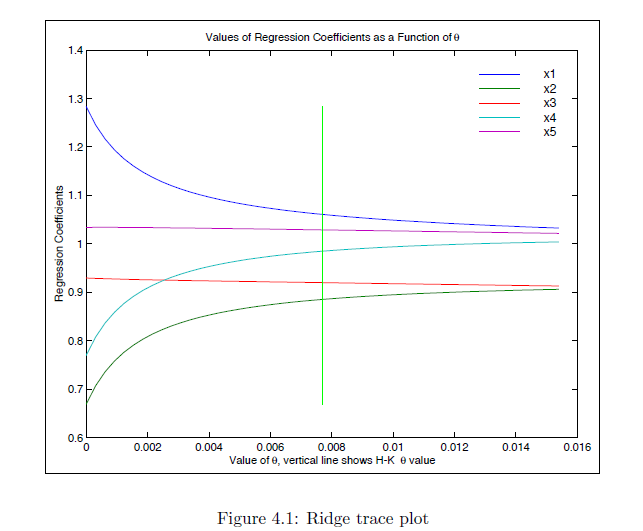 Values of Regression Coefficients as a Function of θ
1.4
1.3
1.2
1.1
1
0.9
0.8
0.7
0.6
Regression Coefficients
x1
x2
x3
x4
x5
0 0.002 0.004 0.006 0.008 0.01 0.012 0.014 0.016
Value of θ, vertical line shows H-K θ value
Figure 4.1: Ridge trace plot